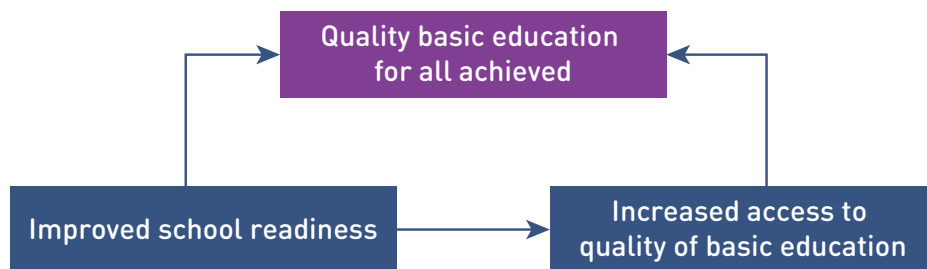 Quality basic education
for all achieved
Improved school readiness
Increased access to
quality of basic education